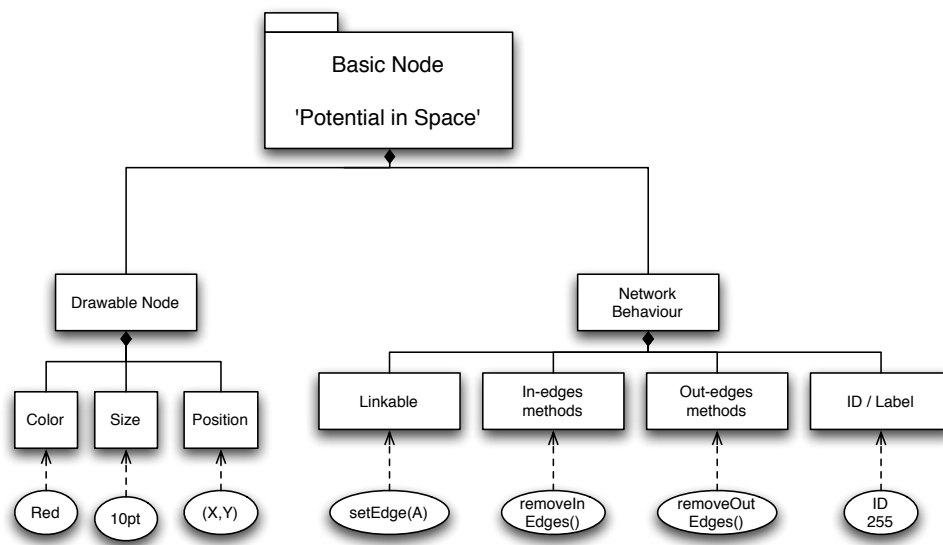 Basic Node
'Potential in Space'
Drawable Node
Network
Behaviour
Color
Size
Position
Linkable
In-edges
methods
Out-edges
methods
ID / Label
Red
10pt
(X,Y)
setEdge(A)
removeIn
Edges()
removeOut
Edges()
ID
255